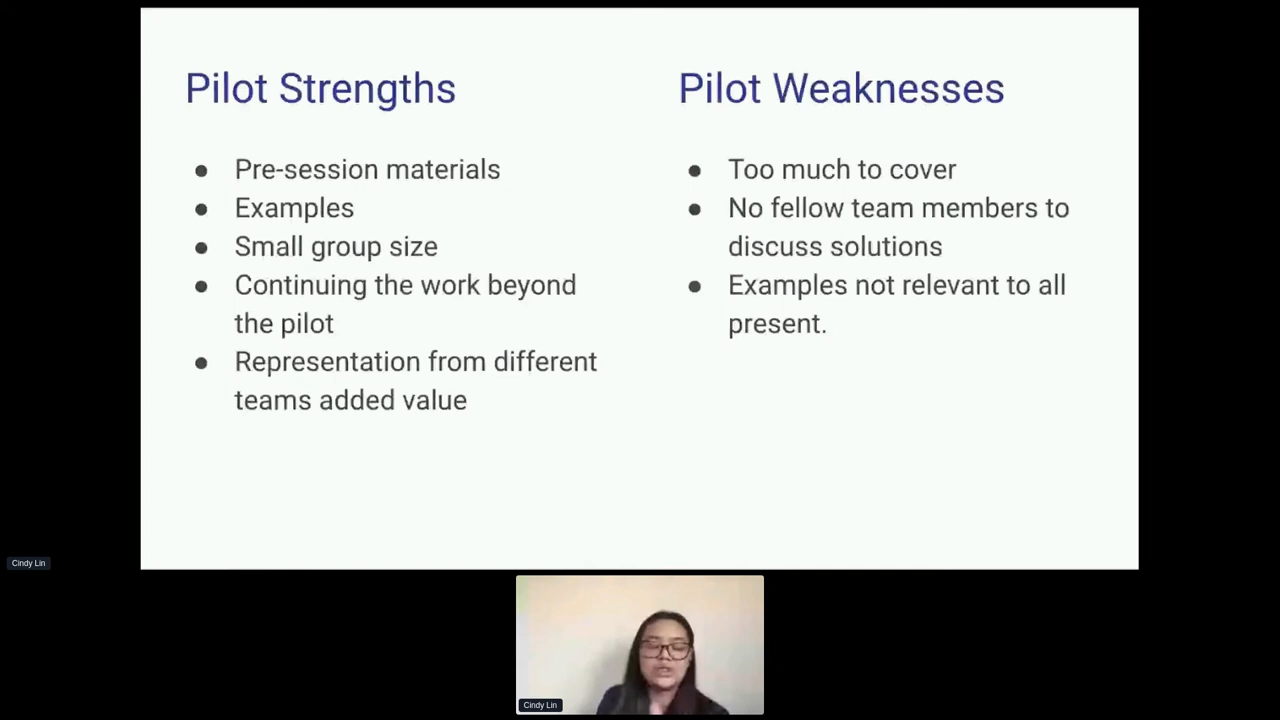 Pilot Strengths
● Pre-session materials
● Examples
● Small group size
● Continuing the work beyond
the pilot
● Representation from different
teams added value
Pilot Weaknesses
● Too much to cover
● No fellow team members to
discuss solutions
● Examples not relevant to all
present.
Cindy Lin
Cindy Lin